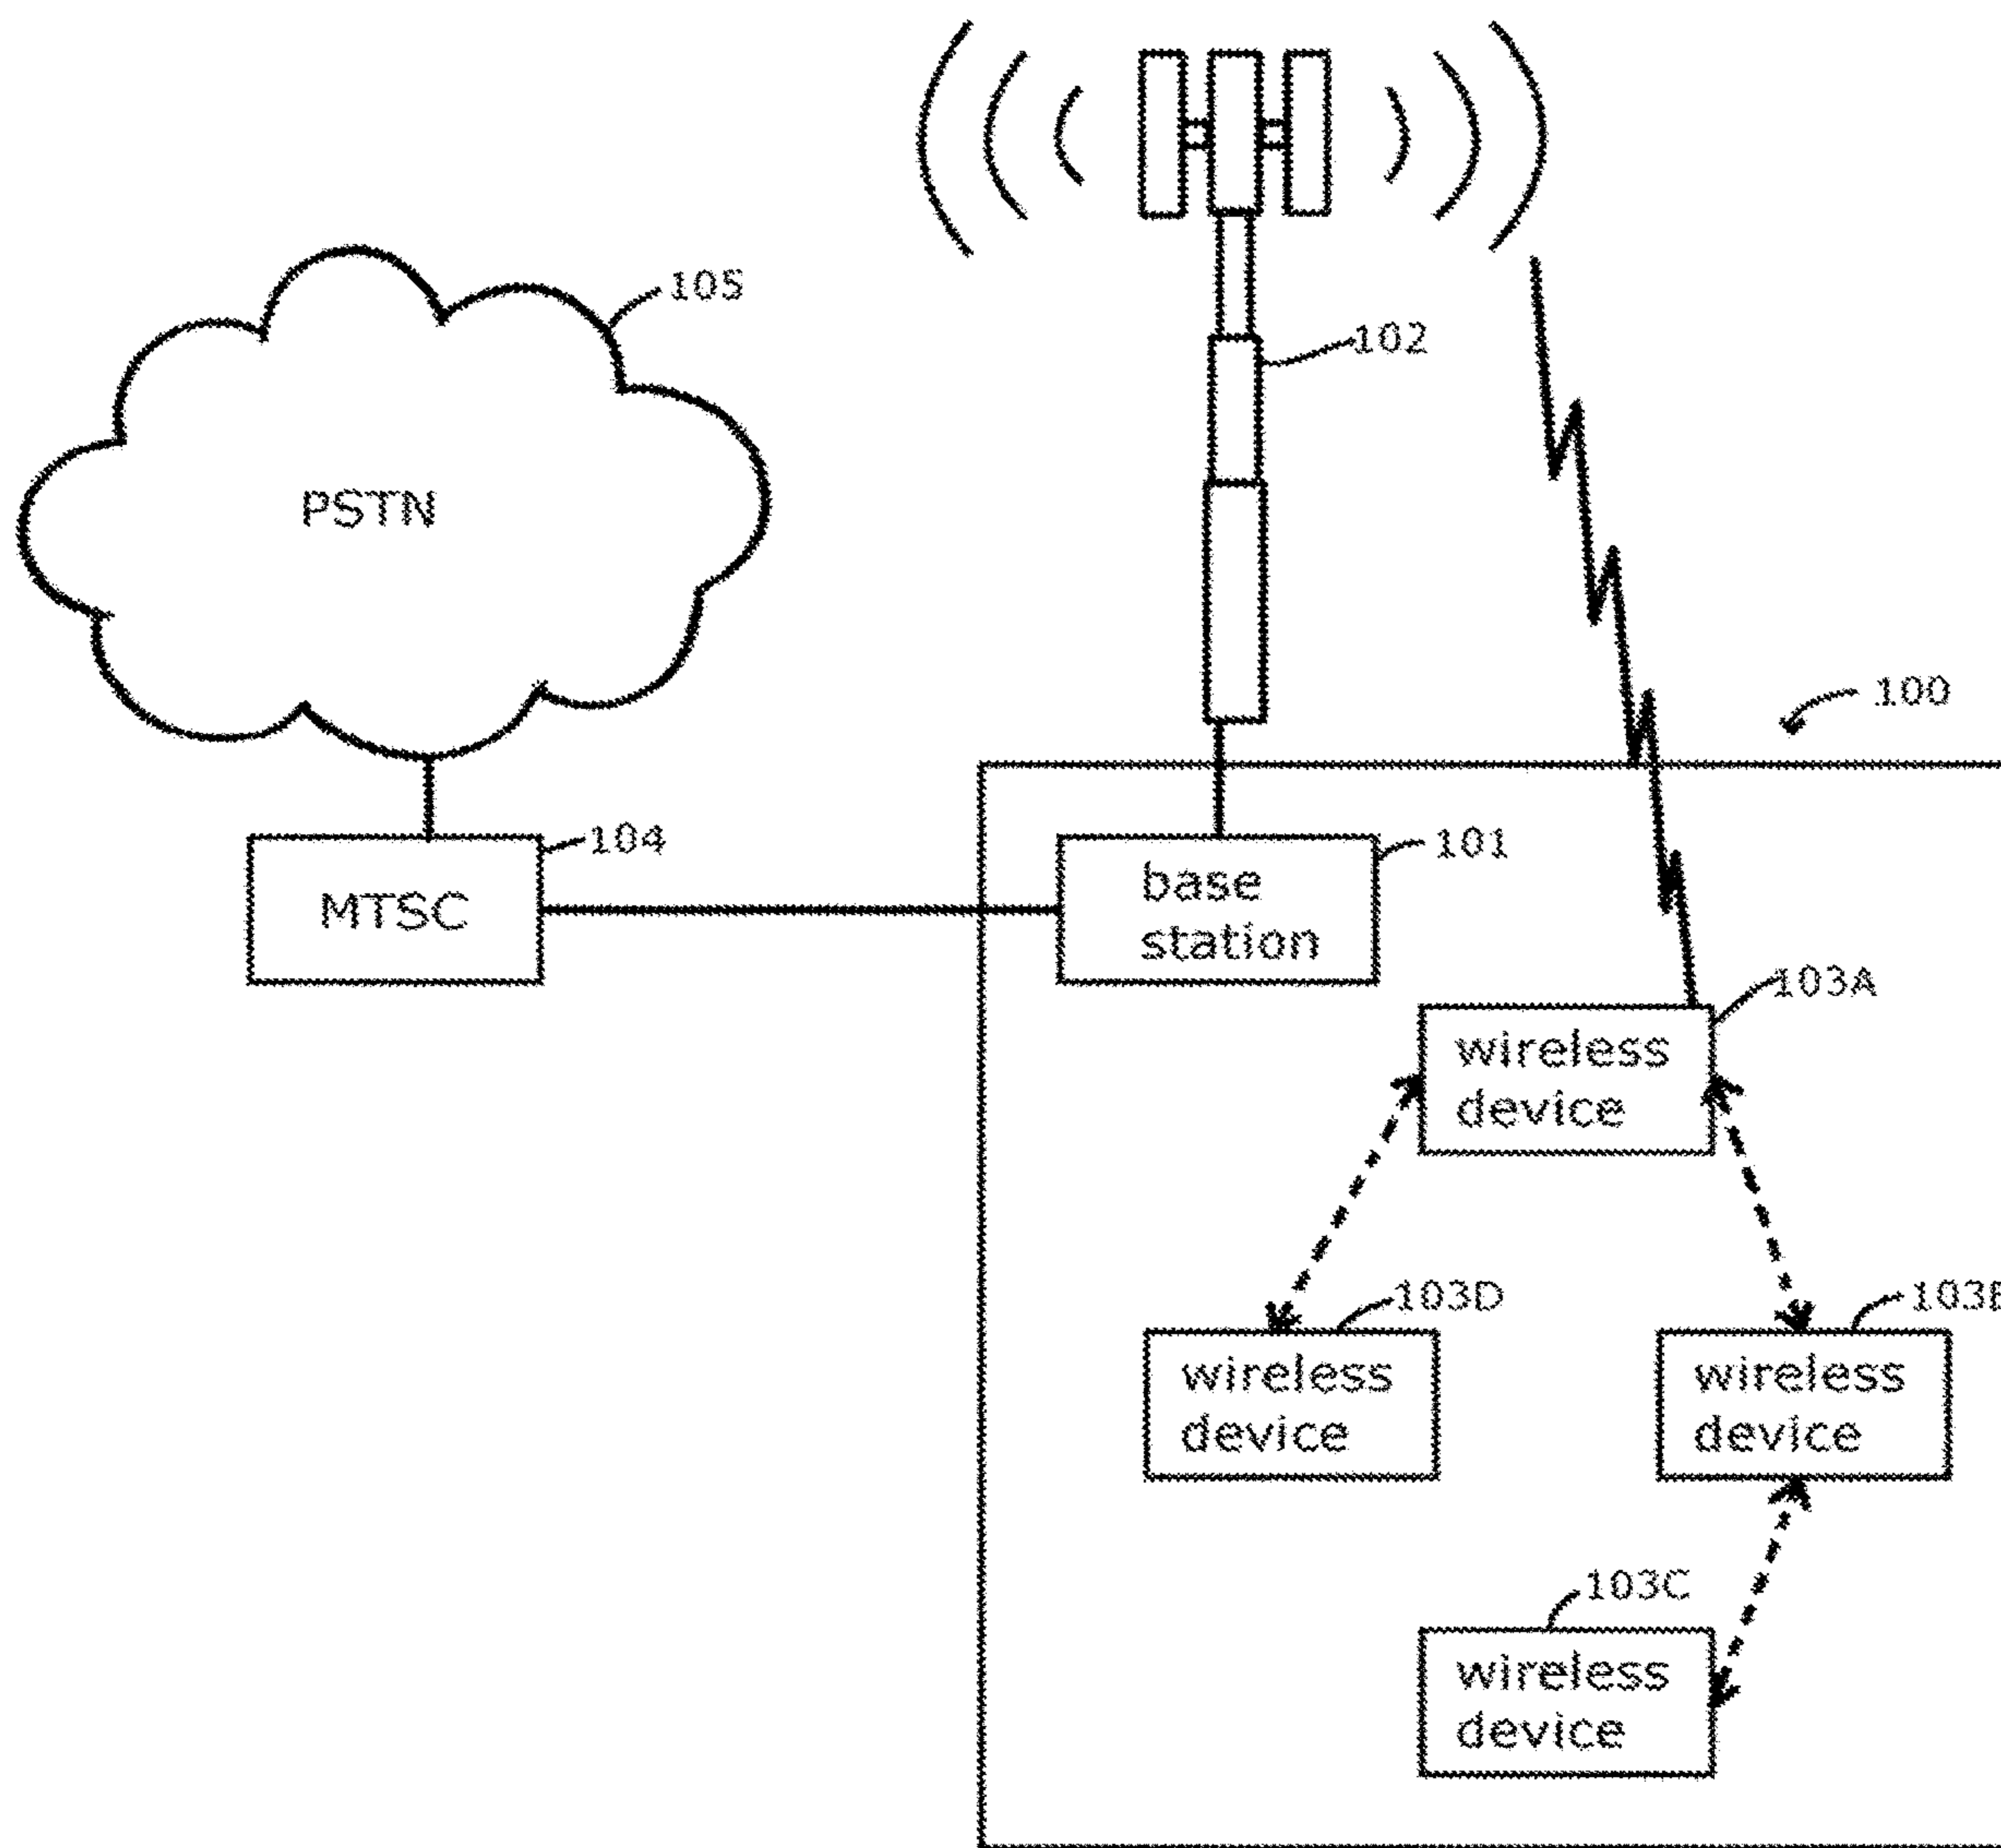 105
102
PSTN
100
104
MTSC
101
base
station
103A
wireless
device
103D
wireless
device
wireless
device
103C
wireless
device